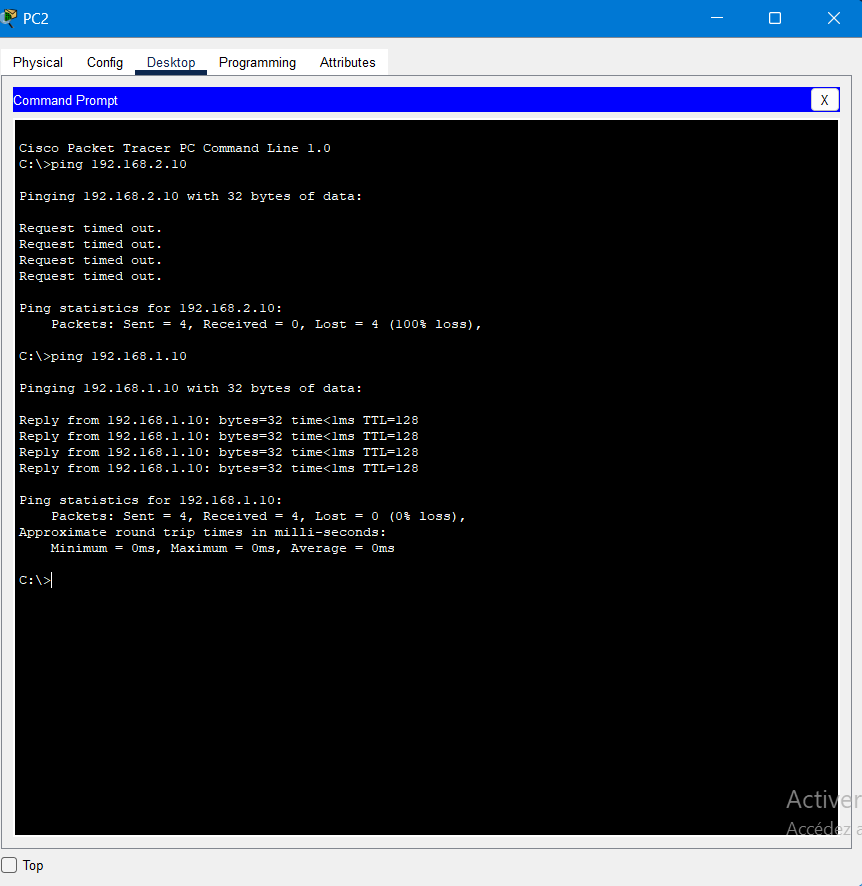 PC2
Physical Config Desktop Programming Attributes
Command Prompt X
Cisco Packet Tracer PC Command Line 1.0
C:\>ping 192.168.2.10
Pinging 192.168.2.10 with 32 bytes of data:
Request timed out.
Request timed out.
Request timed out.
Request timed out.
Ping statistics for 192.168.2.10:
Packets: Sent = 4, Received = 0, Lost = 4 (100% loss),
C:\>ping 192.168.1.10
Pinging 192.168.1.10 with 32 bytes of data:
Reply from 192.168.1.10: bytes=32 time<1ms TTL=128
Reply from 192.168.1.10: bytes=32 time<1ms TTL=128
Reply from 192.168.1.10: bytes=32 time<1ms TTL=128
Reply from 192.168.1.10: bytes=32 time<1ms TTL=128
Ping statistics for 192.168.1.10:
Packets: Sent = 4, Received = 4, Lost = 0 (0% loss),
Approximate round trip times in milli-seconds:
Minimum = 0ms, Maximum = 0ms, Average = 0ms
C:\>
Activer
Accédez a
Top